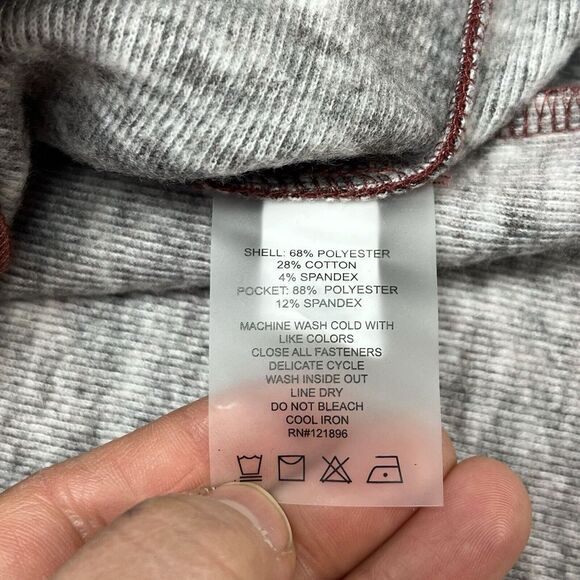 SHELL: 68% POLYESTER
28% COTTON
4% SPANDEX
POCKET: 88% POLYESTER
12% SPANDEX
MACHINE WASH COLD WITH
LIKE COLORS
CLOSE ALL FASTENERS
DELICATE CYCLE
WASH INSIDE OUT
LINE DRY
DO NOT BLEACH
COOL IRON
RN#121896